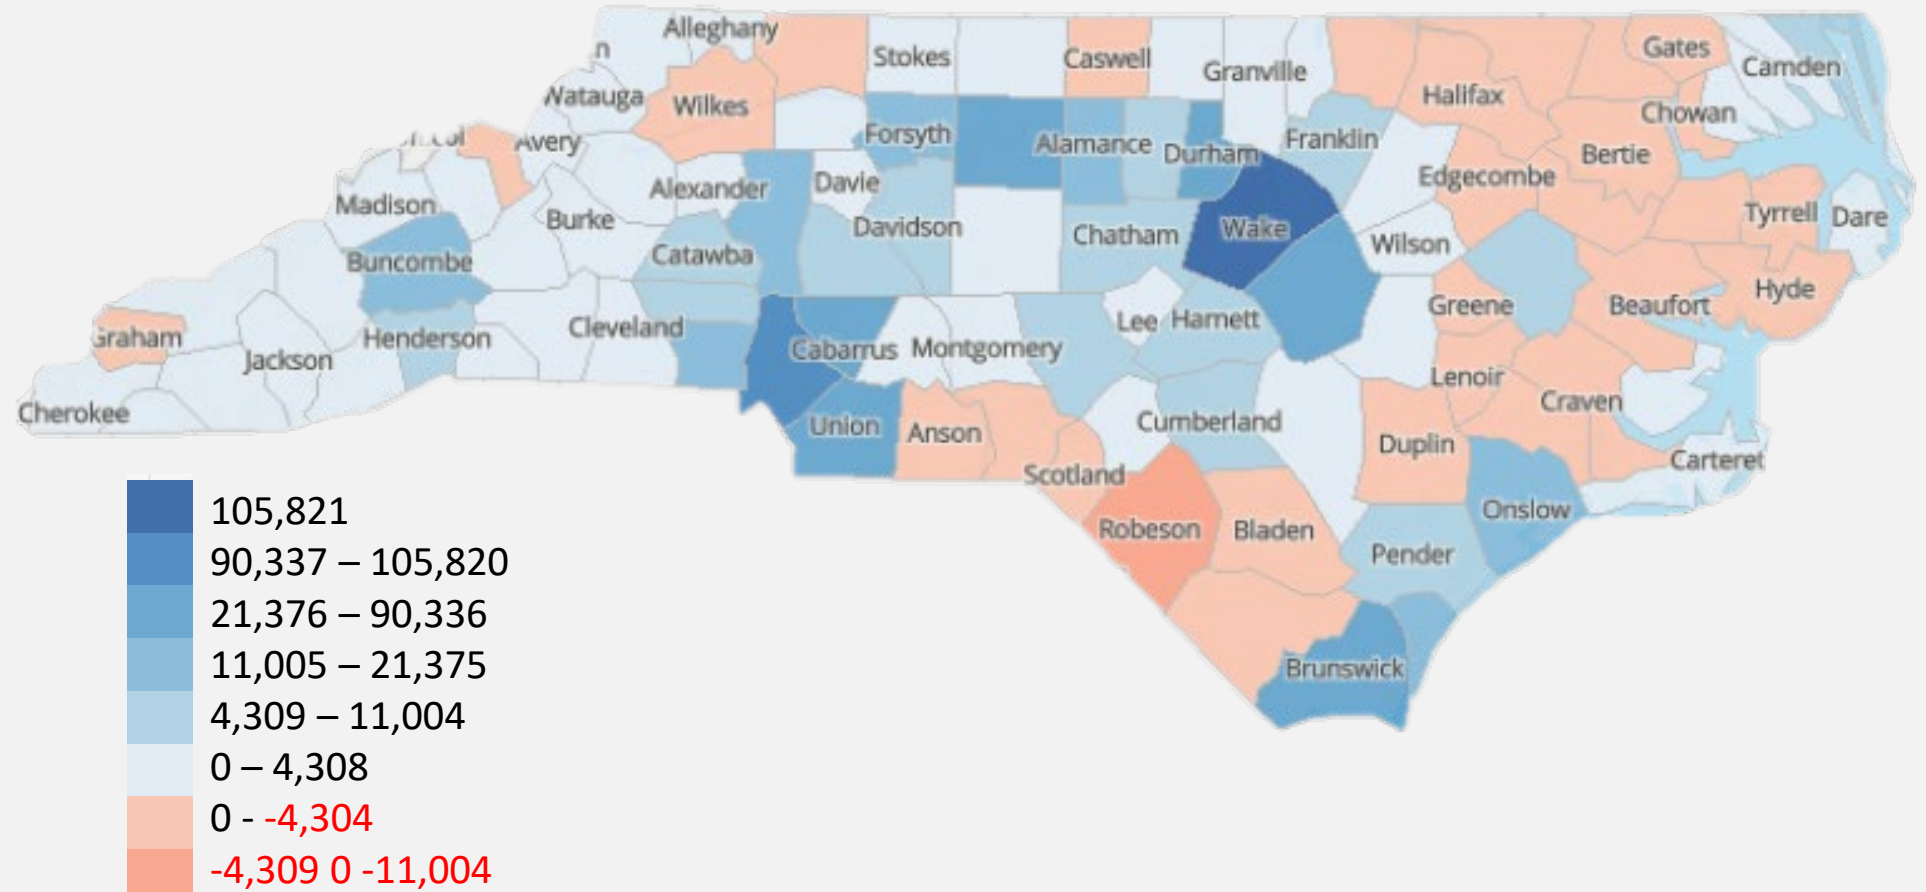 Alleghany
n
Stokes
Caswell
Granville
Gates
Camden
Watauga
Wilkes
Halifax
Chowan
Avery
Forsyth
Alamance
Durham
Franklin
Bertie
Madison
Alexander
Davie
Edgecombe
Burke
Davidson
Chatham
Wake
Wilson
Tyrrell
Dare
Buncombe
Catawba
Graham
Henderson
Cleveland
Lee
Harnett
Greene
Beaufort
Hyde
Jackson
Cabarrus
Montgomery
Lenoir
Craven
Cherokee
Union
Anson
Cumberland
Duplin
Carteret
Scotland
Robeson
Bladen
Onslow
Pender
Brunswick
105,821
90,337 – 105,820
21,376 – 90,336
11,005 – 21,375
4,309 – 11,004
0 – 4,308
0 - -4,304
-4,309 0 -11,004